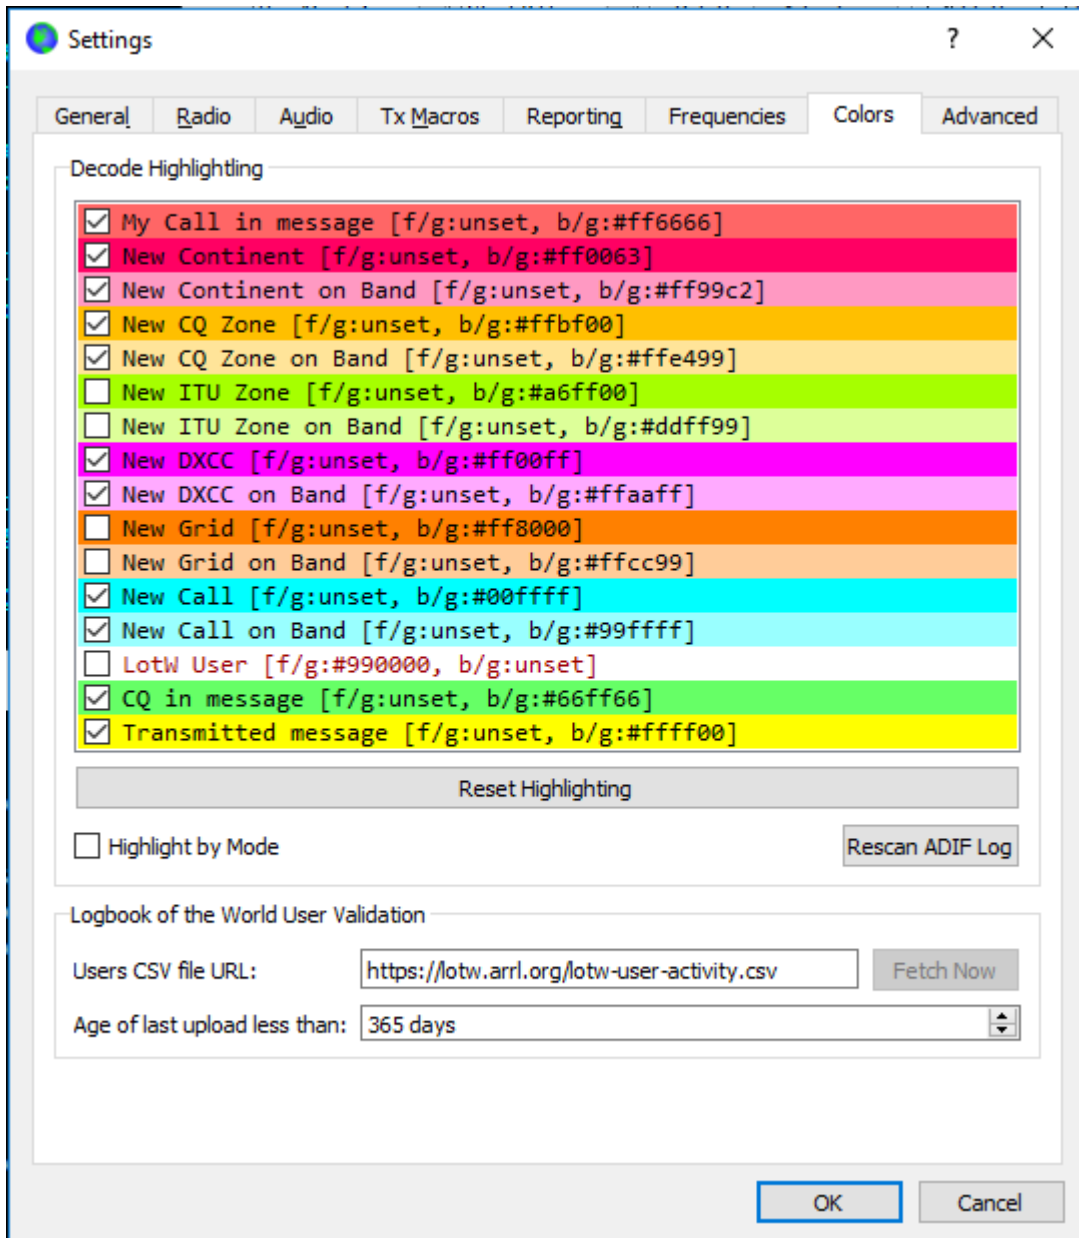 Settings
?
General Radio Audio Tx Macros Reporting Frequencies Colors Advanced
Decode Highlightling
My Call in message [f/g:unset, b/g:#ff6666]
New Continent [f/g:unset, b/g:#ff0063]
New Continent on Band [f/g:unset, b/g:#ff99c2]
New CQ Zone [f/g:unset, b/g:#ffbf00]
New CQ Zone on Band [f/g:unset, b/g:#ffe499]
New ITU Zone [f/g:unset, b/g:#a6ff00]
New ITU Zone on Band [f/g:unset, b/g:#ddff99]
New DXCC [f/g:unset, b/g:#ff00ff]
New DXCC on Band [f/g:unset, b/g:#ffaaff]
New Grid [f/g:unset, b/g:#ff8000]
New Grid on Band [f/g:unset, b/g:#ffcc99]
New Call [f/g:unset, b/g:#00ffff]
New Call on Band [f/g:unset, b/g:#99ffff]
LotW User [f/g:#990000, b/g:unset]
CQ in message [f/g:unset, b/g:#66ff66]
Transmitted message [f/g:unset, b/g:#ffff00]
Reset Highlighting
Highlight by Mode Rescan ADIF Log
Logbook of the World User Validation
Users CSV file URL: https://lotw.arrl.org/lotw-user-activity.csv Fetch Now
Age of last upload less than: 365 days
OK Cancel